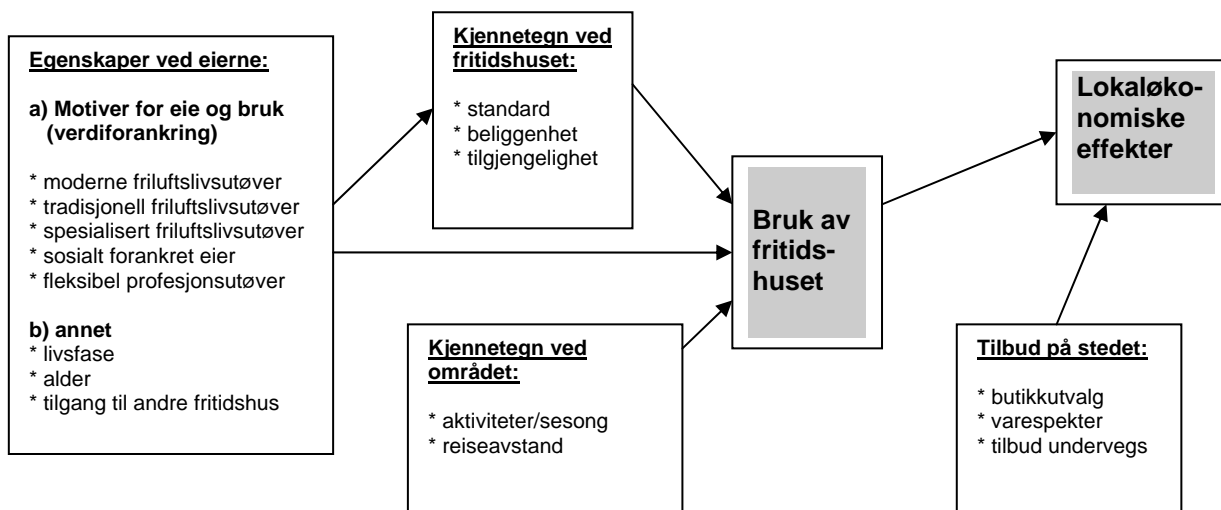 Egenskaper ved eierne:
a) Motiver for eie og bruk
(verdiforankring)
* moderne friluftslivsutøver
* tradisjonell friluftslivsutøver
* spesialisert friluftslivsutøver
* sosialt forankret eier
* fleksibel profesjonsutøver
b) annet
* livsfase
* alder
* tilgang til andre fritidshus
Kjennetegn ved
fritidshuset:
* standard
* beliggenhet
* tilgjengelighet
Kjennetegn ved
området:
* aktiviteter/sesong
* reiseavstand
Bruk av
fritids-
huset
Lokaløko-
nomiske
effekter
Tilbud på stedet:
* butikkutvalg
* varespekter
* tilbud undervegs